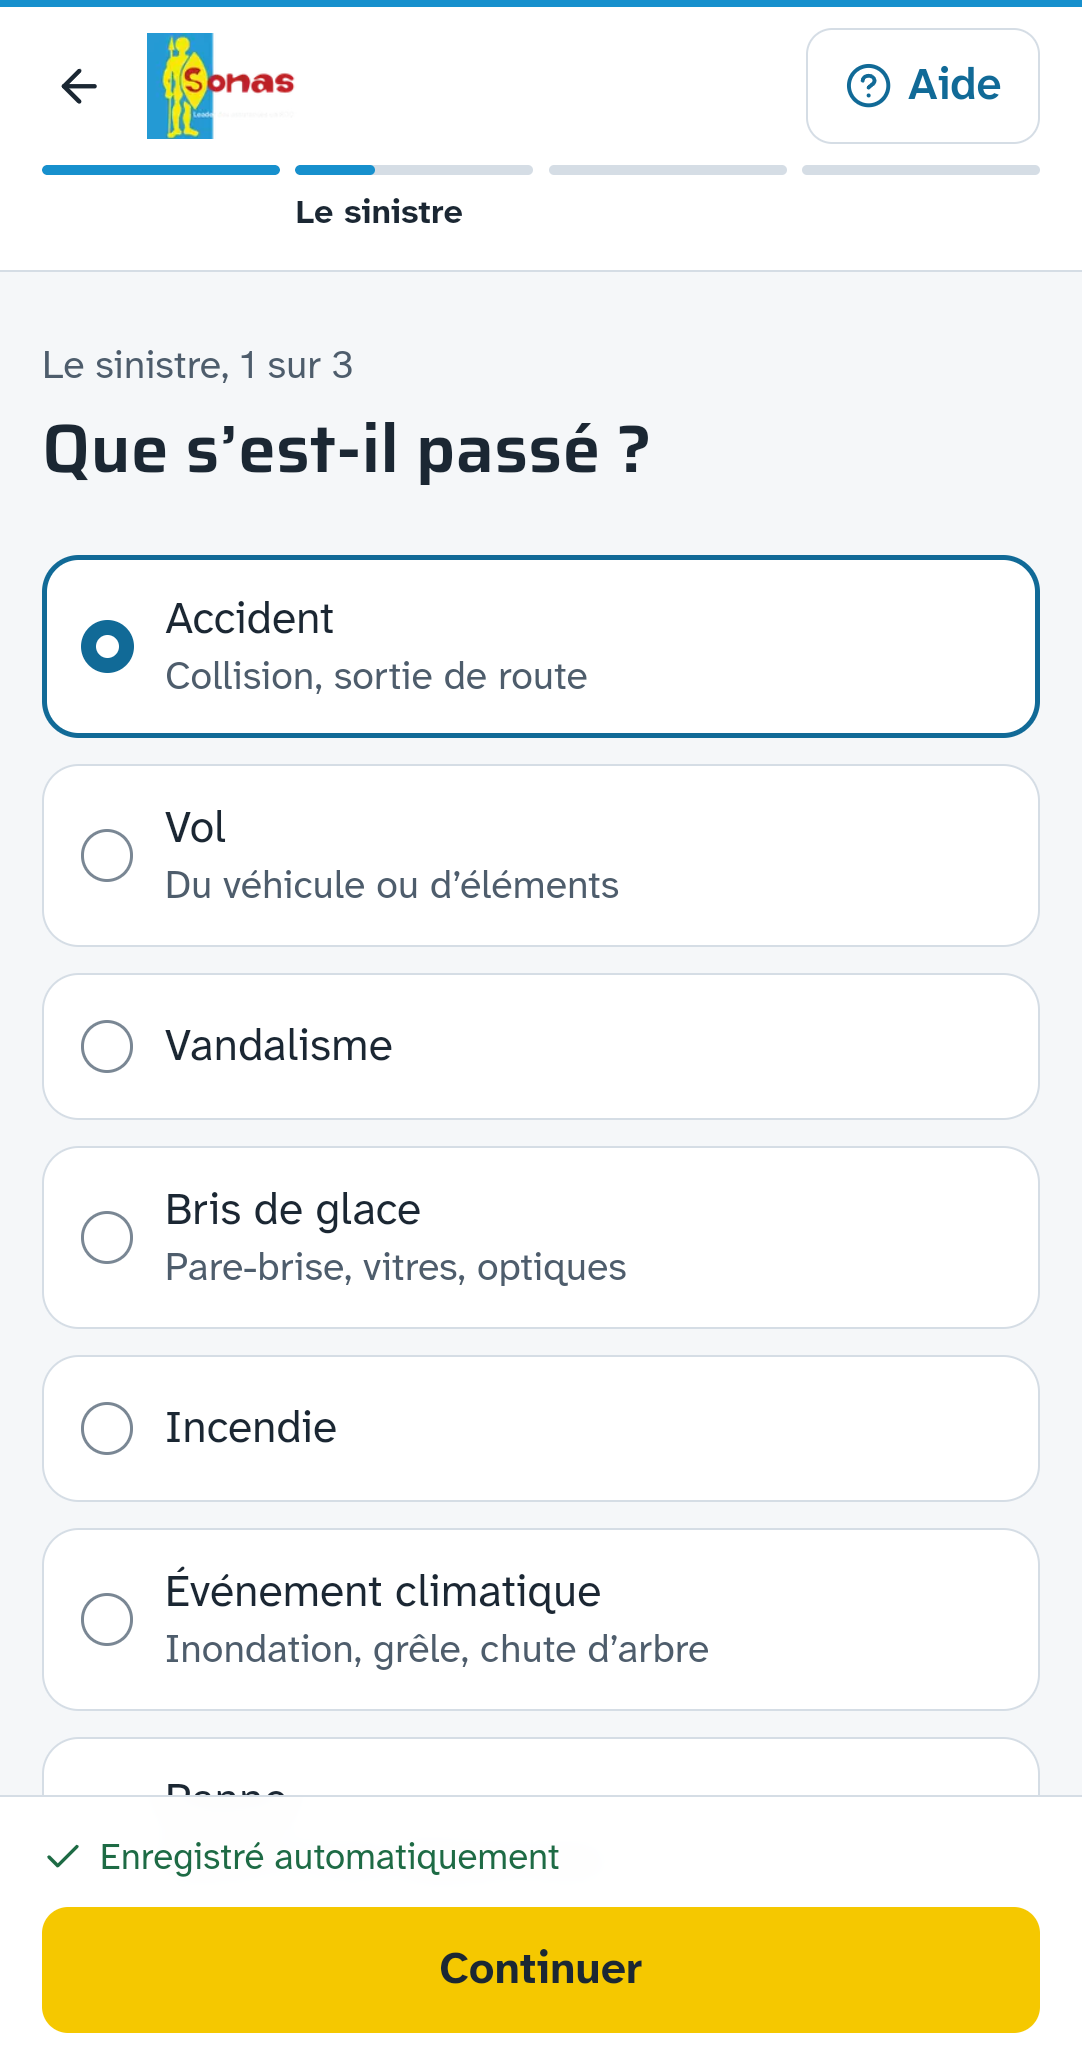 Sonas
Aide
Le sinistre
Le sinistre, 1 sur 3
Que s’est-il passé ?
Accident
Collision, sortie de route
Vol
Du véhicule ou d’éléments
Vandalisme
Bris de glace
Pare-brise, vitres, optiques
Incendie
Événement climatique
Inondation, grêle, chute d’arbre
Panne
Enregistré automatiquement
Continuer